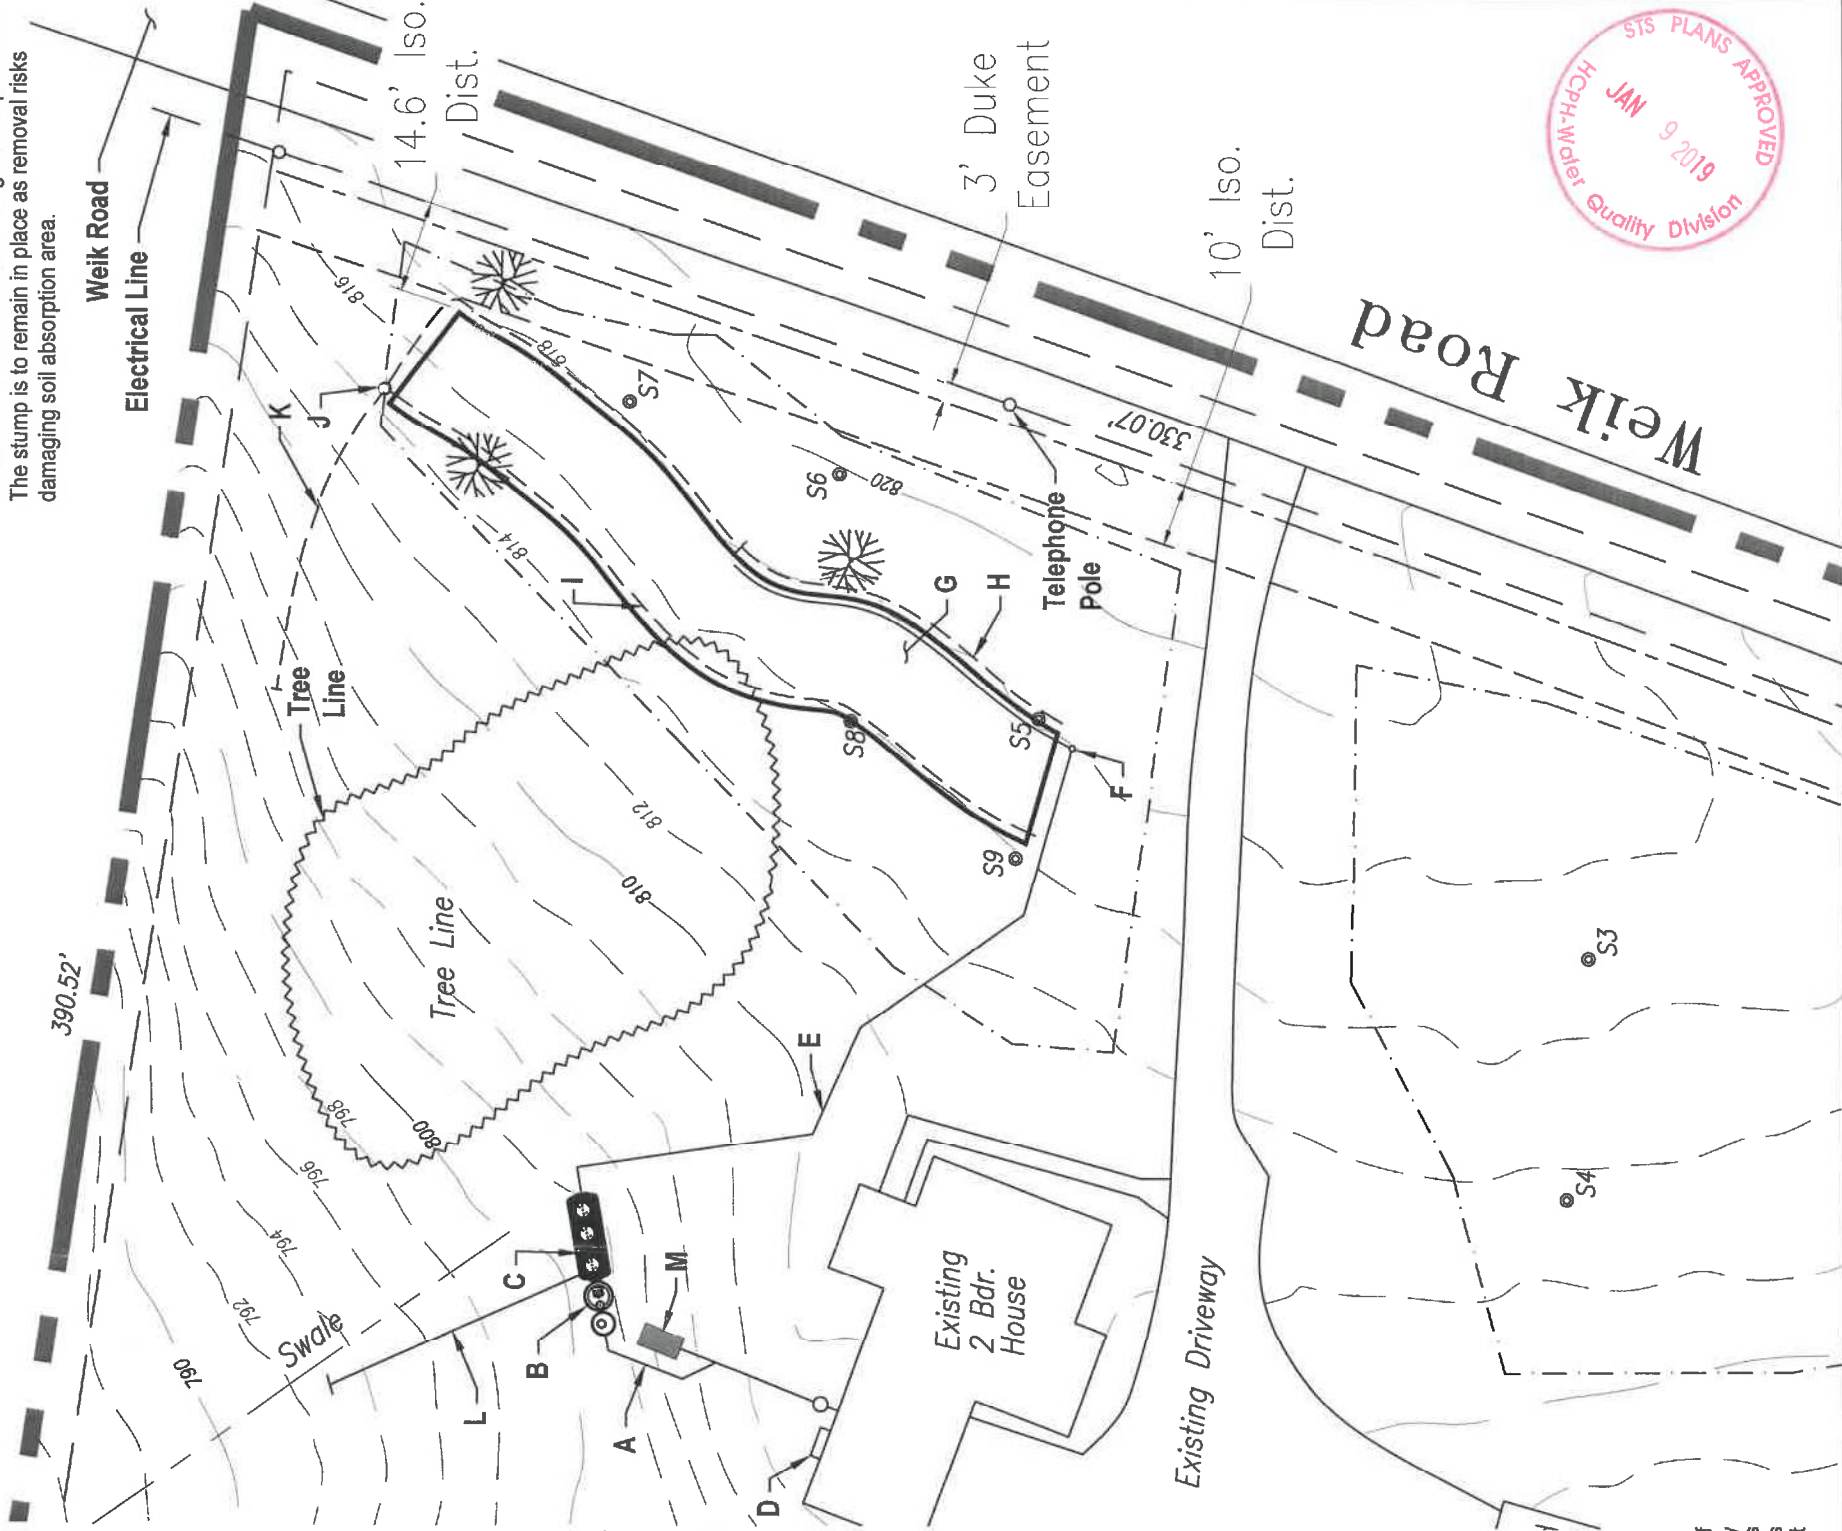 The stump is to remain in place as removal risks
damaging soil absorption area.
Weik Road
Electrical Line
14.6' Iso.
Dist.
3' Duke
Easement
10' Iso.
Dist.
STS PLANS APPROVED
HCPH-Water Quality Division
JAN 9 2019
Weik Road
330.07'
390.52'
K
J
I
G
H
Telephone
Pole
F
E
Tree
Line
Tree Line
C
B
A
M
L
D
Swale
Existing
2 Bdr.
House
Existing Driveway
S7
S6
S5
S8
S9
S3
S4
816
818
820
814
812
810
800
798
796
794
792
790